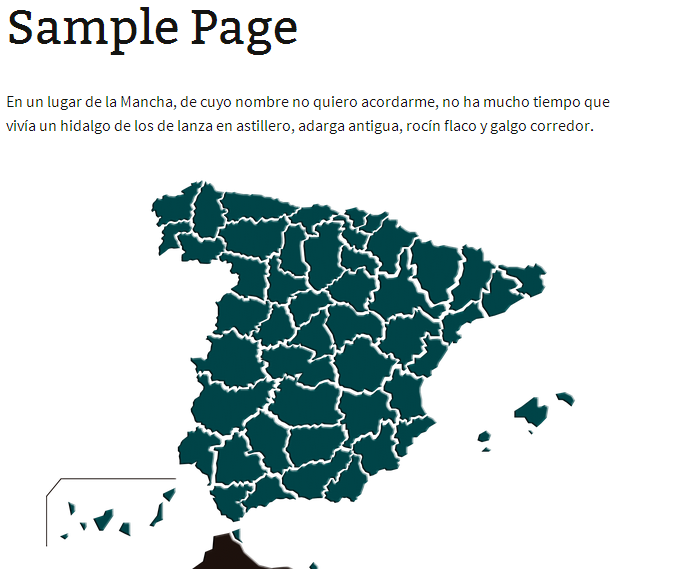 Sample Page
En un lugar de la Mancha, de cuyo nombre no quiero acordarme, no ha mucho tiempo que
vivía un hidalgo de los de lanza en astillero, adarga antigua, rocín flaco y galgo corredor.